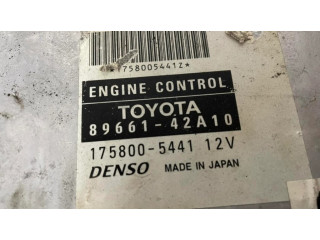 *1758005441Z*
ENGINE CONTROL
TOYOTA
89661-42A10
175800-5441 12V
DENSO MADE IN JAPAN